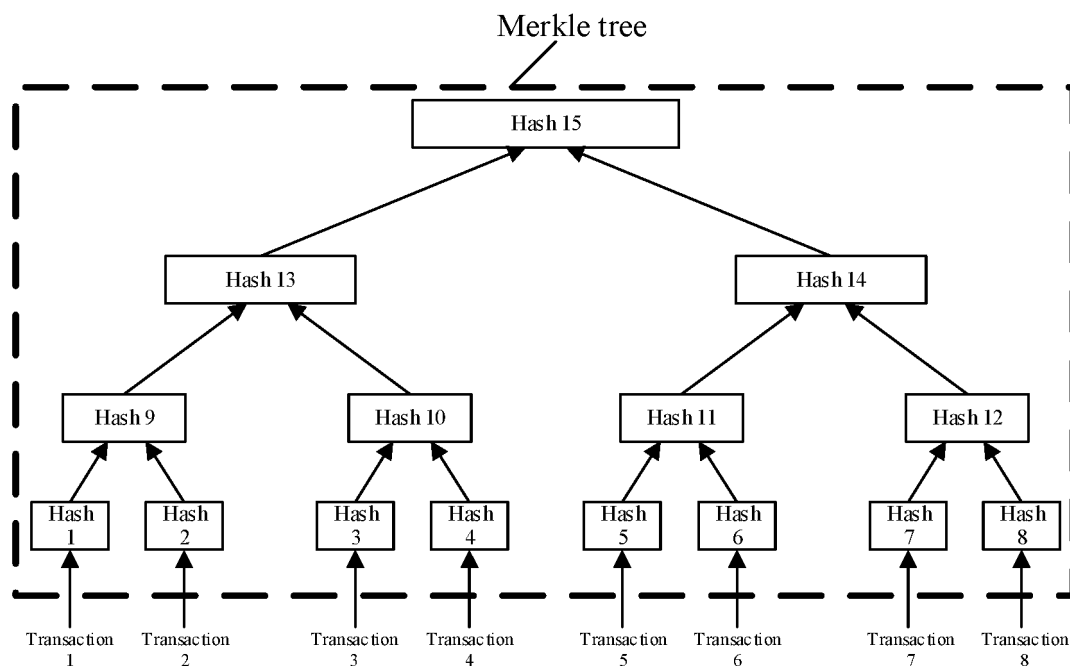 Merkle tree
Hash 15
Hash 13
Hash 14
Hash 9
Hash 10
Hash 11
Hash 12
Hash
1
Hash
2
Hash
3
Hash
4
Hash
5
Hash
6
Hash
7
Hash
8
Transaction
1
Transaction
2
Transaction
3
Transaction
4
Transaction
5
Transaction
6
Transaction
7
Transaction
8